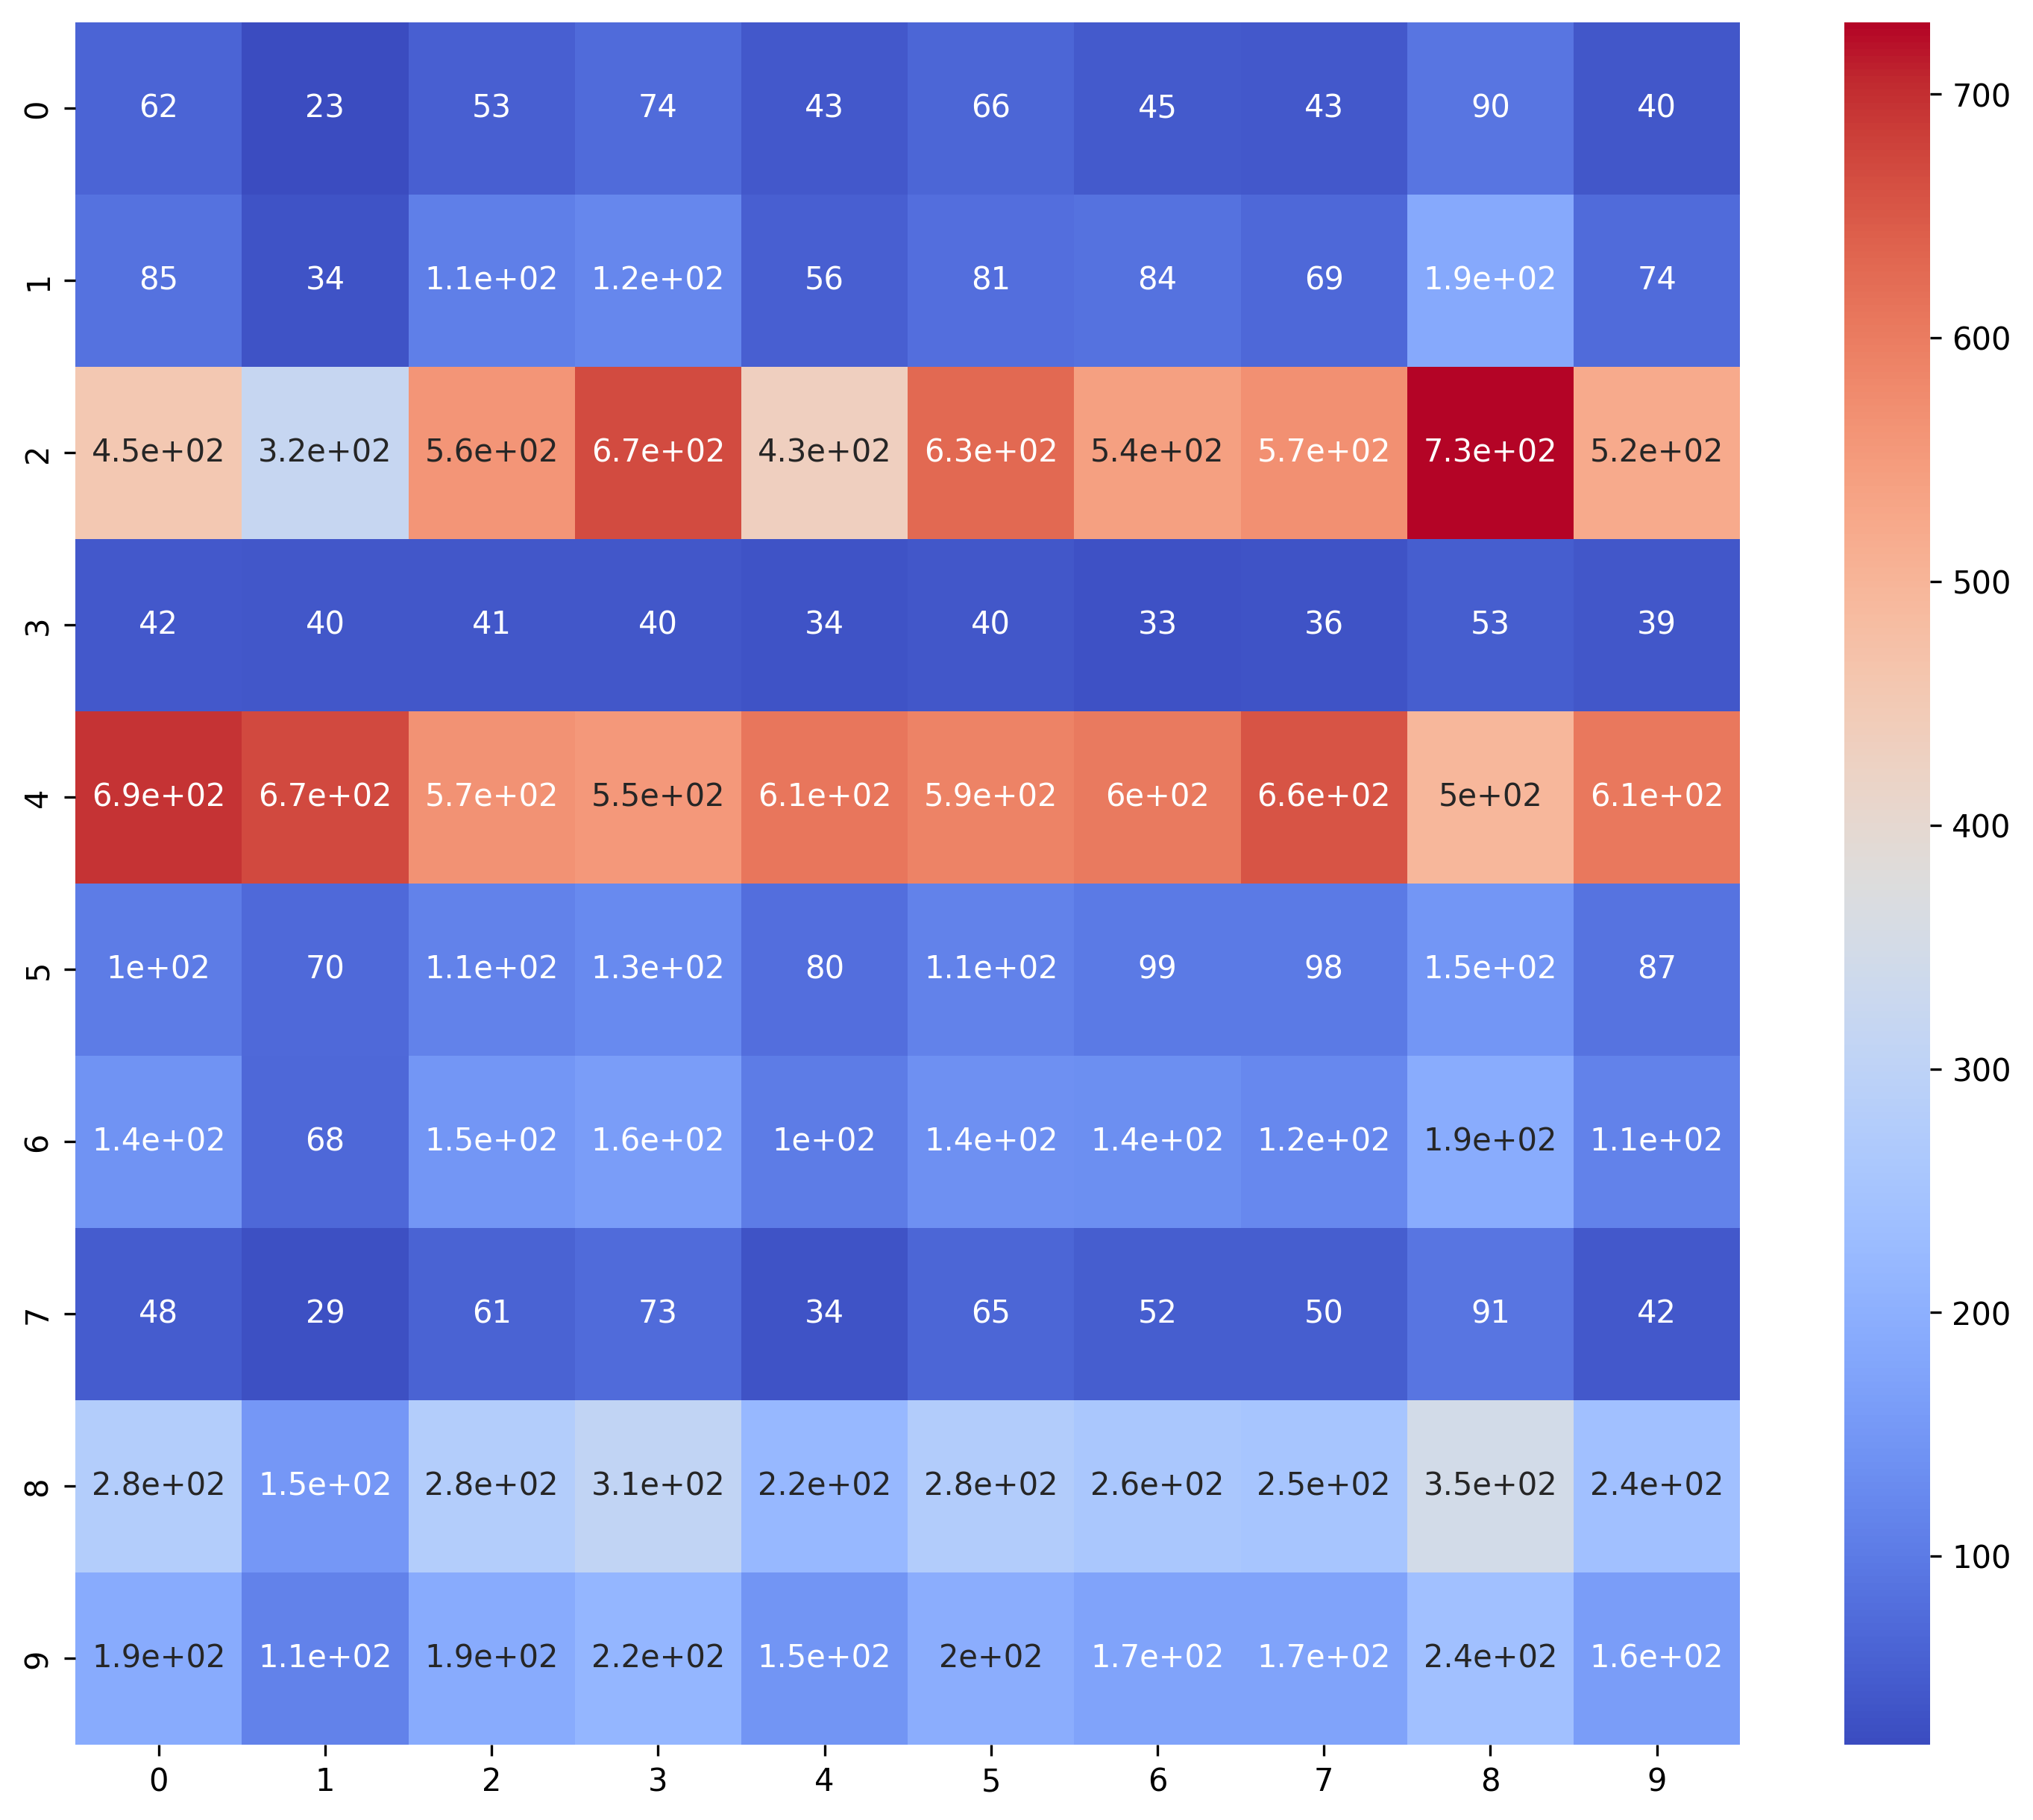 0 62 23 53 74 43 66 45 43 90 40
1 85 34 1.1e+02 1.2e+02 56 81 84 69 1.9e+02 74
2 4.5e+02 3.2e+02 5.6e+02 6.7e+02 4.3e+02 6.3e+02 5.4e+02 5.7e+02 7.3e+02 5.2e+02
3 42 40 41 40 34 40 33 36 53 39
4 6.9e+02 6.7e+02 5.7e+02 5.5e+02 6.1e+02 5.9e+02 6e+02 6.6e+02 5e+02 6.1e+02
5 1e+02 70 1.1e+02 1.3e+02 80 1.1e+02 99 98 1.5e+02 87
6 1.4e+02 68 1.5e+02 1.6e+02 1e+02 1.4e+02 1.4e+02 1.2e+02 1.9e+02 1.1e+02
7 48 29 61 73 34 65 52 50 91 42
8 2.8e+02 1.5e+02 2.8e+02 3.1e+02 2.2e+02 2.8e+02 2.6e+02 2.5e+02 3.5e+02 2.4e+02
9 1.9e+02 1.1e+02 1.9e+02 2.2e+02 1.5e+02 2e+02 1.7e+02 1.7e+02 2.4e+02 1.6e+02
0 1 2 3 4 5 6 7 8 9
700
600
500
400
300
200
100